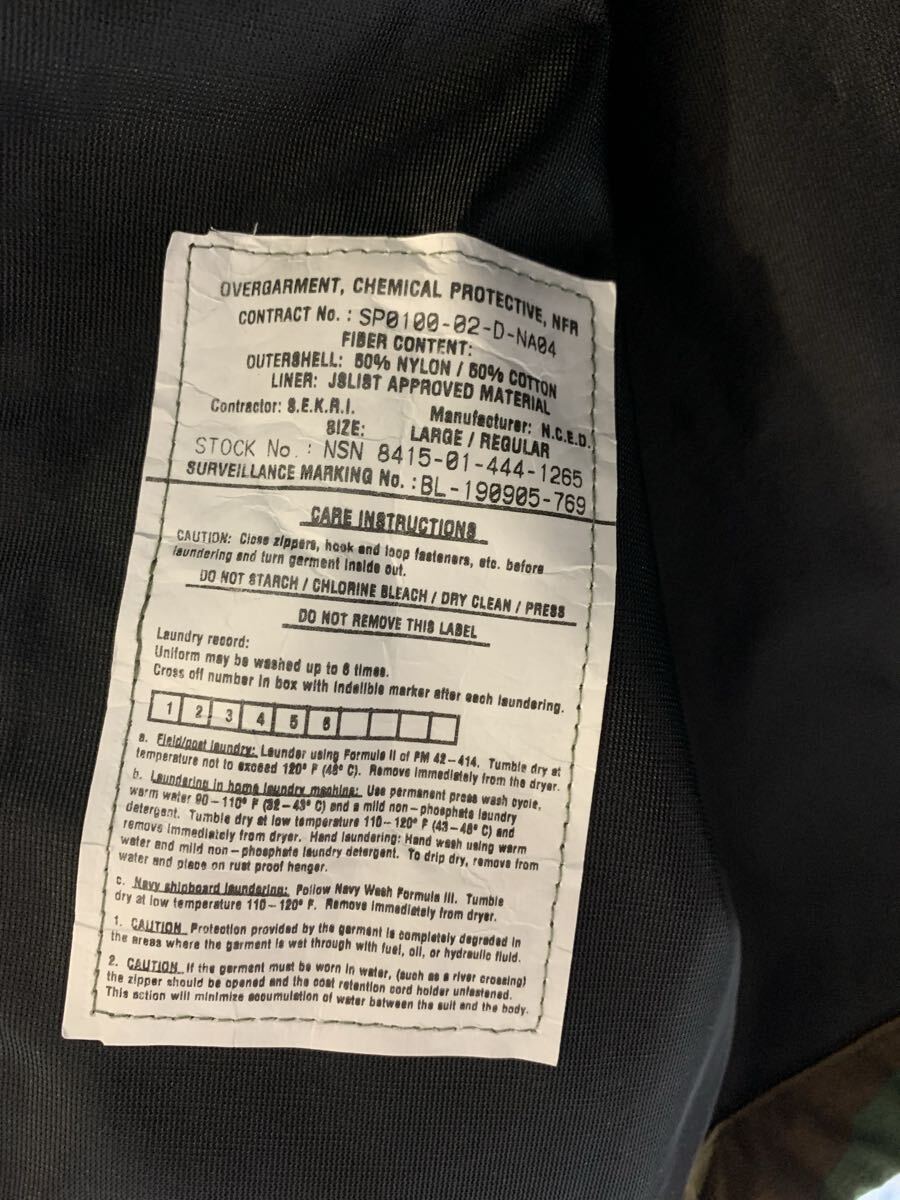 OVERGARMENT, CHEMICAL PROTECTIVE, NFR
CONTRACT No. : SP0100-02-D-NA04
FIBER CONTENT:
OUTERSHELL: 50% NYLON / 50% COTTON
LINER: JSLIST APPROVED MATERIAL
Contractor: S.E.K.R.I. Manufacturer: N.C.E.D.
SIZE: LARGE / REGULAR
STOCK No. : NSN 8415-01-444-1265
SURVEILLANCE MARKING No. : BL-190905-769
CARE INSTRUCTIONS
CAUTION: Close zippers, hook and loop fasteners, etc. before
laundering and turn garment inside out.
DO NOT STARCH / CHLORINE BLEACH / DRY CLEAN / PRESS
DO NOT REMOVE THIS LABEL
Laundry record:
Uniform may be washed up to 6 times.
Cross off number in box with indelible marker after each laundering.
1 2 3 4 5 6
a. Field/post laundry: Launder using Formula II of FM 42-414. Tumble dry at
temperature not to exceed 120° F (48° C). Remove immediately from the dryer.
b. Laundering in home laundry machine: Use permanent press wash cycle,
warm water 90-110° F (32-43° C) and a mild non-phosphate laundry
detergent. Tumble dry at low temperature 110-120° F (43-48° C) and
remove immediately from dryer. Hand laundering: Hand wash using warm
water and mild non-phosphate laundry detergent. To drip dry, remove from
water and place on rust proof hanger.
c. Navy shipboard laundering: Follow Navy Wash Formula III. Tumble
dry at low temperature 110-120° F. Remove immediately from dryer.
1. CAUTION Protection provided by the garment is completely degraded in
the areas where the garment is wet through with fuel, oil, or hydraulic fluid.
2. CAUTION If the garment must be worn in water, (such as a river crossing)
the zipper should be opened and the coat retention cord holder unfastened.
This action will minimize accumulation of water between the suit and the body.